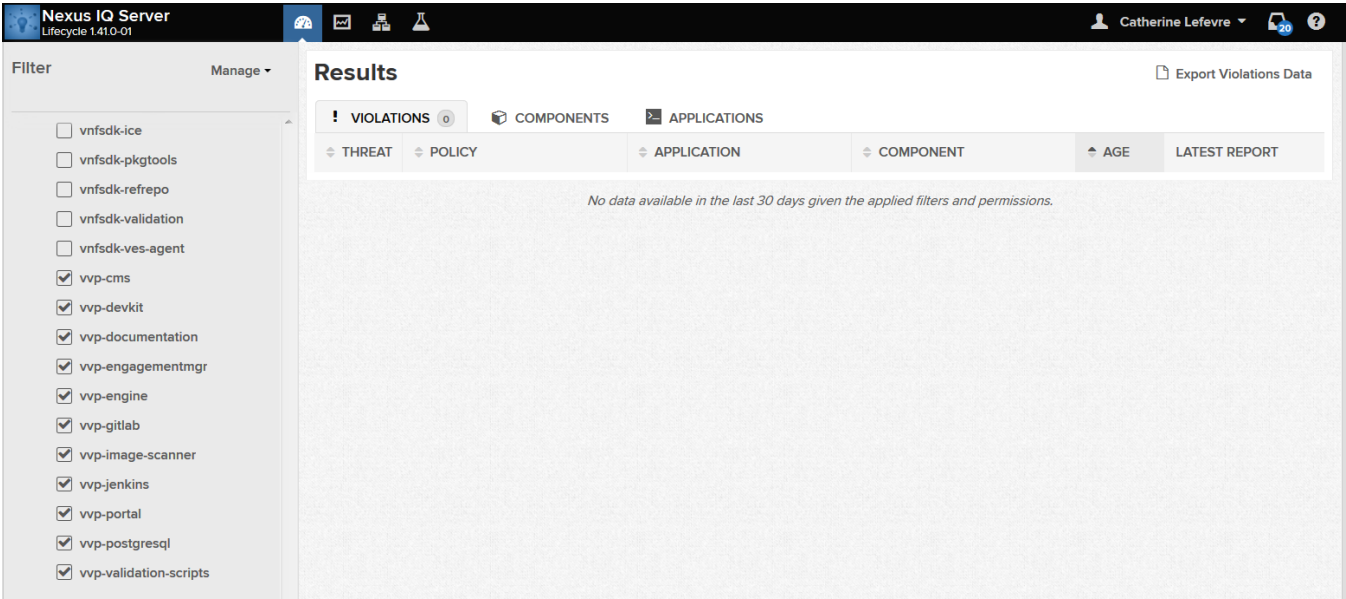 Nexus IQ Server
Lifecycle 1.41.0-01
Catherine Lefevre
20
Filter
Manage
vnfsdk-ice
vnfsdk-pkgtools
vnfsdk-refrepo
vnfsdk-validation
vnfsdk-ves-agent
vvp-cms
vvp-devkit
vvp-documentation
vvp-engagementmgr
vvp-engine
vvp-gitlab
vvp-image-scanner
vvp-jenkins
vvp-portal
vvp-postgresql
vvp-validation-scripts
Results
Export Violations Data
! VIOLATIONS 0 COMPONENTS APPLICATIONS
THREAT POLICY APPLICATION COMPONENT AGE LATEST REPORT
No data available in the last 30 days given the applied filters and permissions.